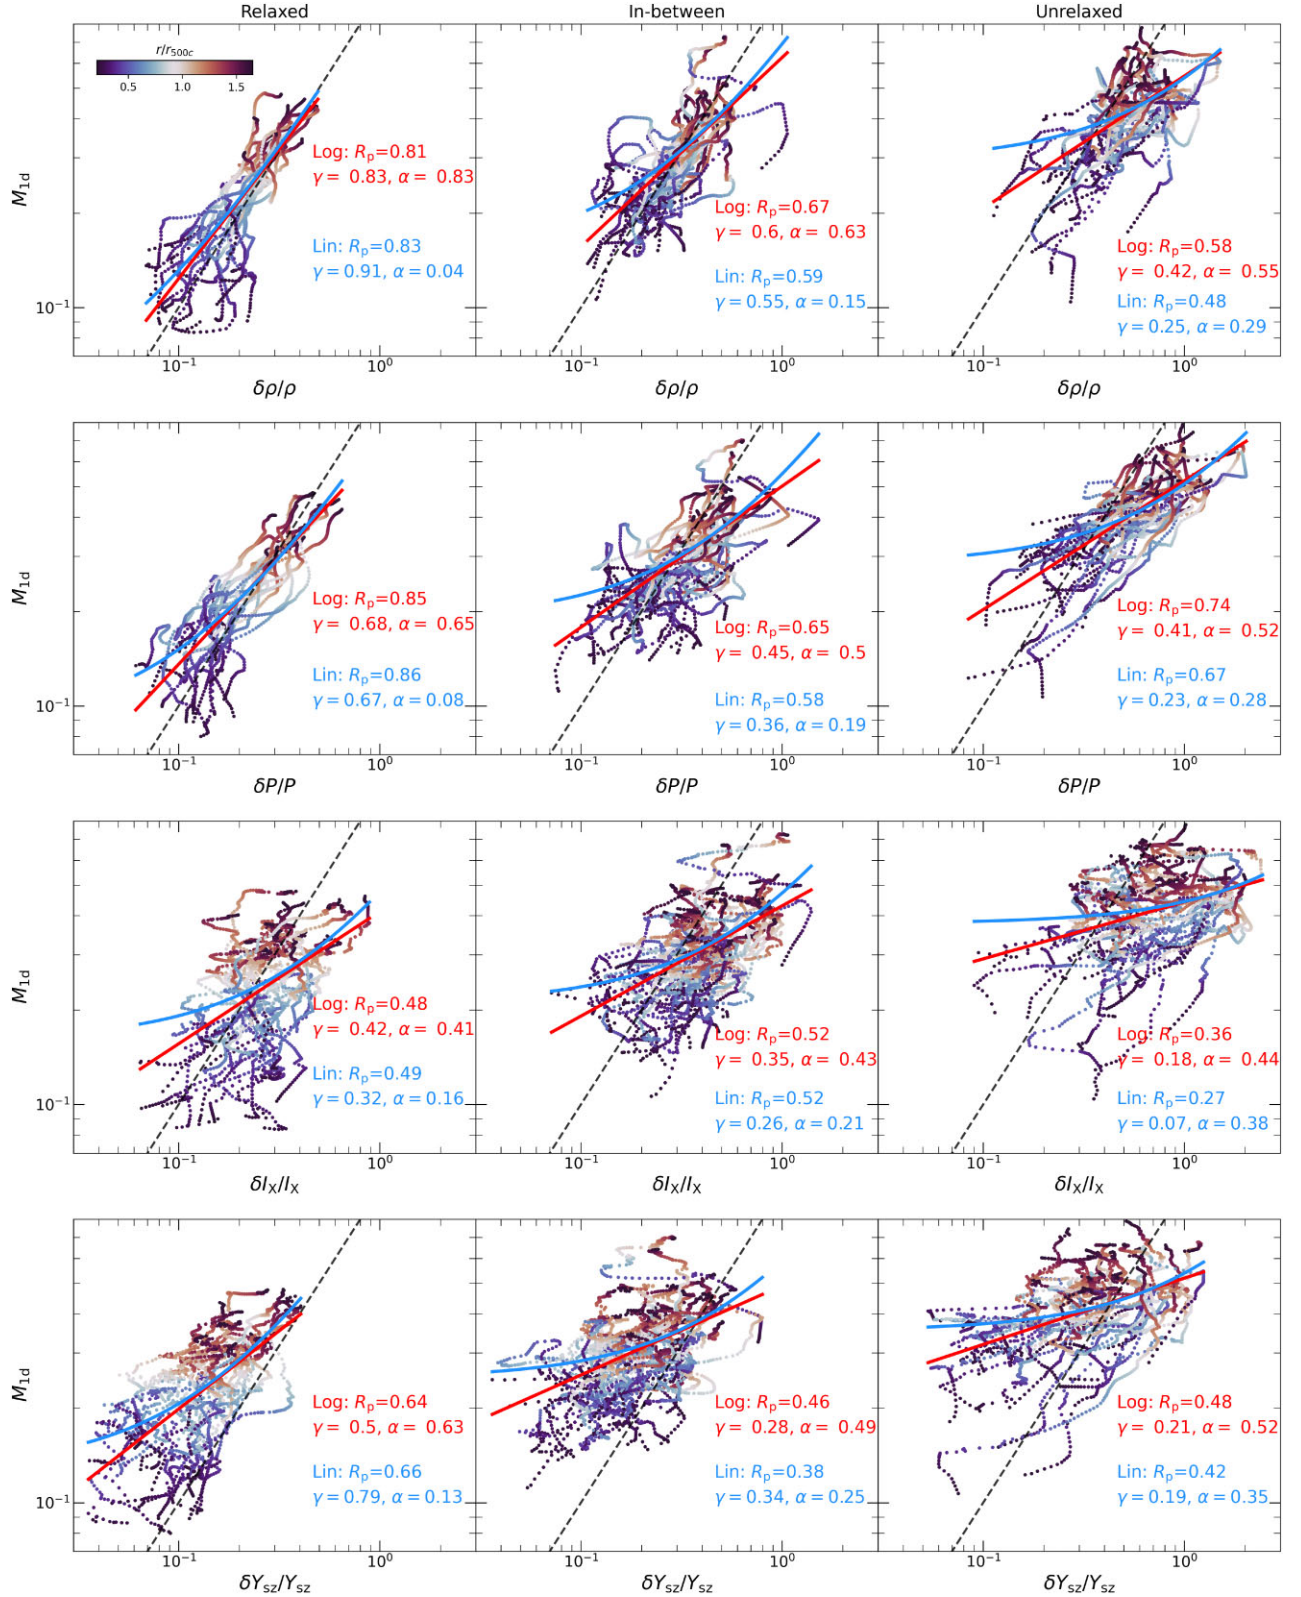 Relaxed
In-between
Unrelaxed
r/r500c
0.5 1.0 1.5
M1d
10⁻¹
Log: Rp=0.81
γ = 0.83, α = 0.83
Lin: Rp=0.83
γ = 0.91, α = 0.04
Log: Rp=0.67
γ = 0.6, α = 0.63
Lin: Rp=0.59
γ = 0.55, α = 0.15
Log: Rp=0.58
γ = 0.42, α = 0.55
Lin: Rp=0.48
γ = 0.25, α = 0.29
10⁻¹ 10⁰ 10⁻¹ 10⁰ 10⁻¹ 10⁰
δρ/ρ δρ/ρ δρ/ρ
M1d
10⁻¹
Log: Rp=0.85
γ = 0.68, α = 0.65
Lin: Rp=0.86
γ = 0.67, α = 0.08
Log: Rp=0.65
γ = 0.45, α = 0.5
Lin: Rp=0.58
γ = 0.36, α = 0.19
Log: Rp=0.74
γ = 0.41, α = 0.52
Lin: Rp=0.67
γ = 0.23, α = 0.28
10⁻¹ 10⁰ 10⁻¹ 10⁰ 10⁻¹ 10⁰
δP/P δP/P δP/P
M1d
10⁻¹
Log: Rp=0.48
γ = 0.42, α = 0.41
Lin: Rp=0.49
γ = 0.32, α = 0.16
Log: Rp=0.52
γ = 0.35, α = 0.43
Lin: Rp=0.52
γ = 0.26, α = 0.21
Log: Rp=0.36
γ = 0.18, α = 0.44
Lin: Rp=0.27
γ = 0.07, α = 0.38
10⁻¹ 10⁰ 10⁻¹ 10⁰ 10⁻¹ 10⁰
δIX/IX δIX/IX δIX/IX
M1d
10⁻¹
Log: Rp=0.64
γ = 0.5, α = 0.63
Lin: Rp=0.66
γ = 0.79, α = 0.13
Log: Rp=0.46
γ = 0.28, α = 0.49
Lin: Rp=0.38
γ = 0.34, α = 0.25
Log: Rp=0.48
γ = 0.21, α = 0.52
Lin: Rp=0.42
γ = 0.19, α = 0.35
10⁻¹ 10⁰ 10⁻¹ 10⁰ 10⁻¹ 10⁰
δYsz/Ysz δYsz/Ysz δYsz/Ysz